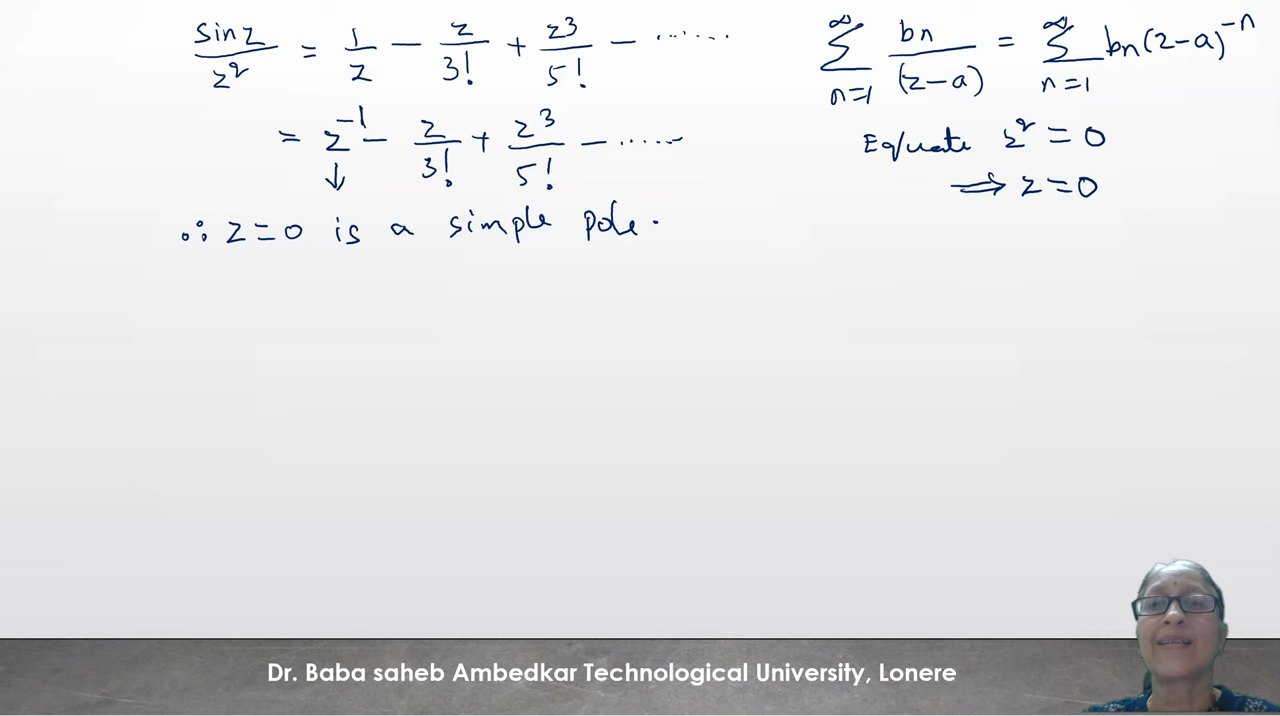 sinz/z² = 1/z − z/3! + z³/5! − .......
= z⁻¹ − z/3! + z³/5! − .......
↓
∴ z=0 is a simple pole.
∞∑n=1 bn/(z−a) = ∞∑n=1 bn(z−a)⁻ⁿ
Equate z² = 0
⟹ z=0
Dr. Baba saheb Ambedkar Technological University, Lonere